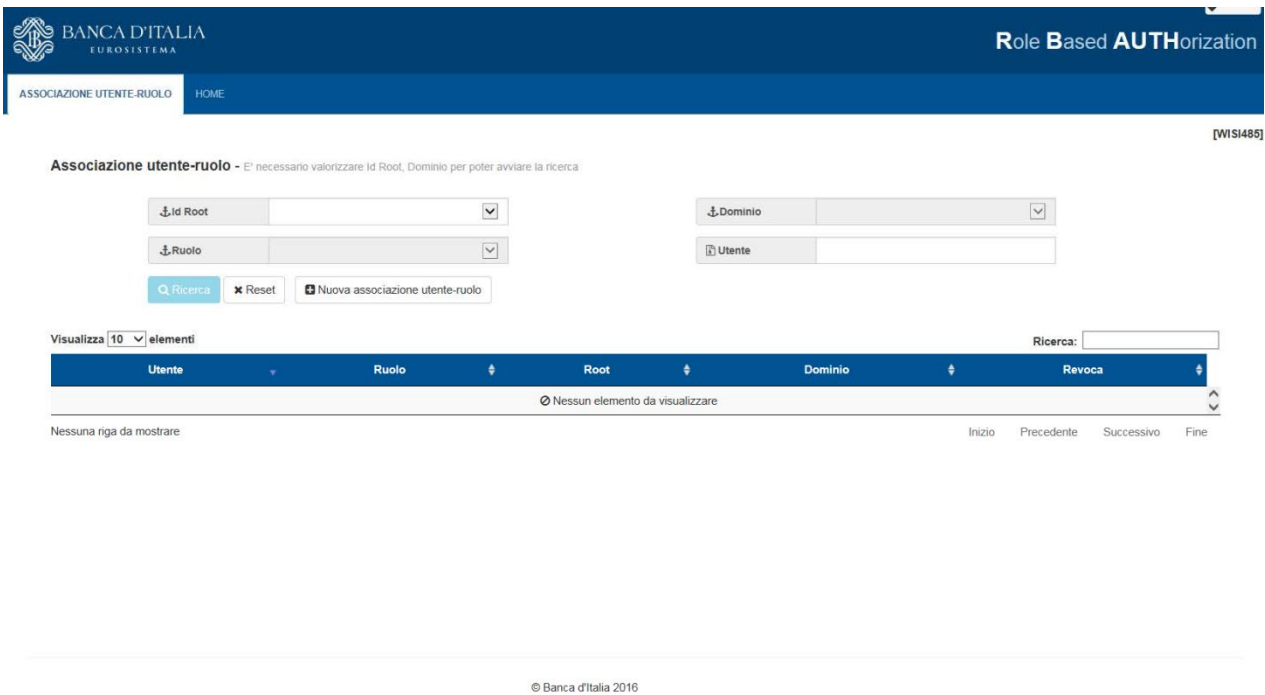 BANCA D'ITALIA
EUROSISTEMA
Role Based AUTHorization
ASSOCIAZIONE UTENTE-RUOLO HOME
[WISI485]
Associazione utente-ruolo - E' necessario valorizzare Id Root, Dominio per poter avviare la ricerca
Id Root Dominio
Ruolo Utente
Ricerca Reset Nuova associazione utente-ruolo
Visualizza 10 elementi Ricerca:
Utente Ruolo Root Dominio Revoca
Nessun elemento da visualizzare
Nessuna riga da mostrare Inizio Precedente Successivo Fine
© Banca d'Italia 2016